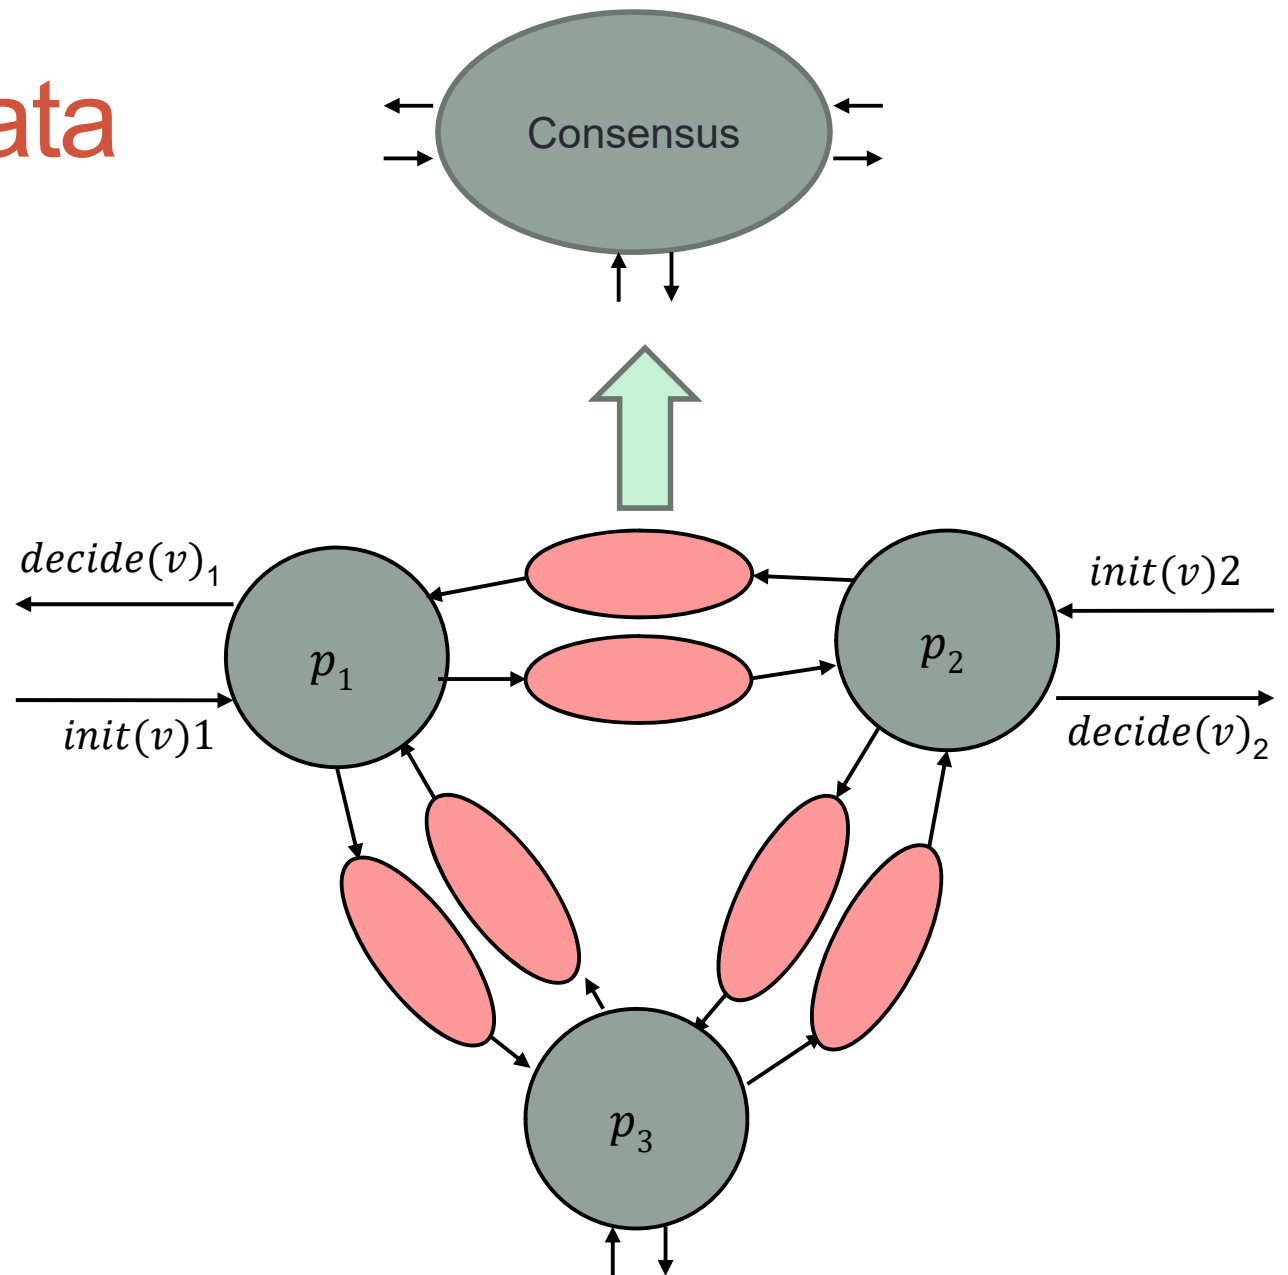 ata
Consensus
decide(v)₁
init(v)2
p₁
p₂
init(v)1
decide(v)₂
p₃